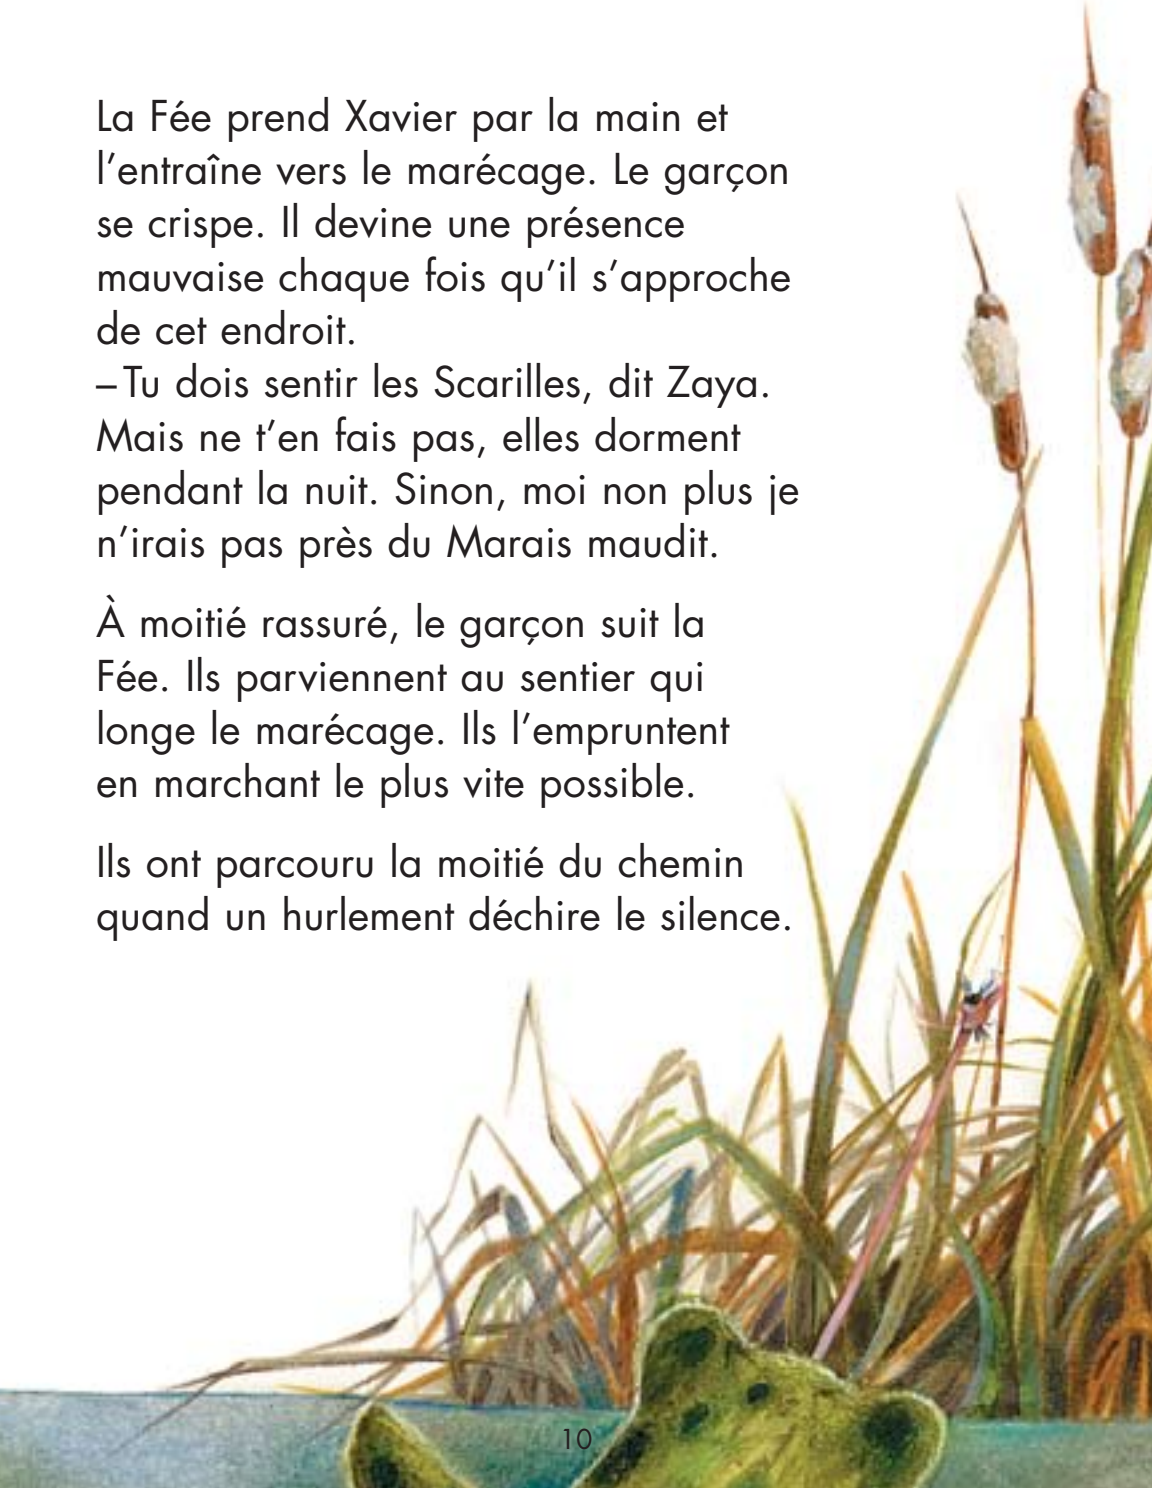 La Fée prend Xavier par la main et
l’entraîne vers le marécage. Le garçon
se crispe. Il devine une présence
mauvaise chaque fois qu’il s’approche
de cet endroit.
– Tu dois sentir les Scarilles, dit Zaya.
Mais ne t’en fais pas, elles dorment
pendant la nuit. Sinon, moi non plus je
n’irais pas près du Marais maudit.
À moitié rassuré, le garçon suit la
Fée. Ils parviennent au sentier qui
longe le marécage. Ils l’empruntent
en marchant le plus vite possible.
Ils ont parcouru la moitié du chemin
quand un hurlement déchire le silence.
10